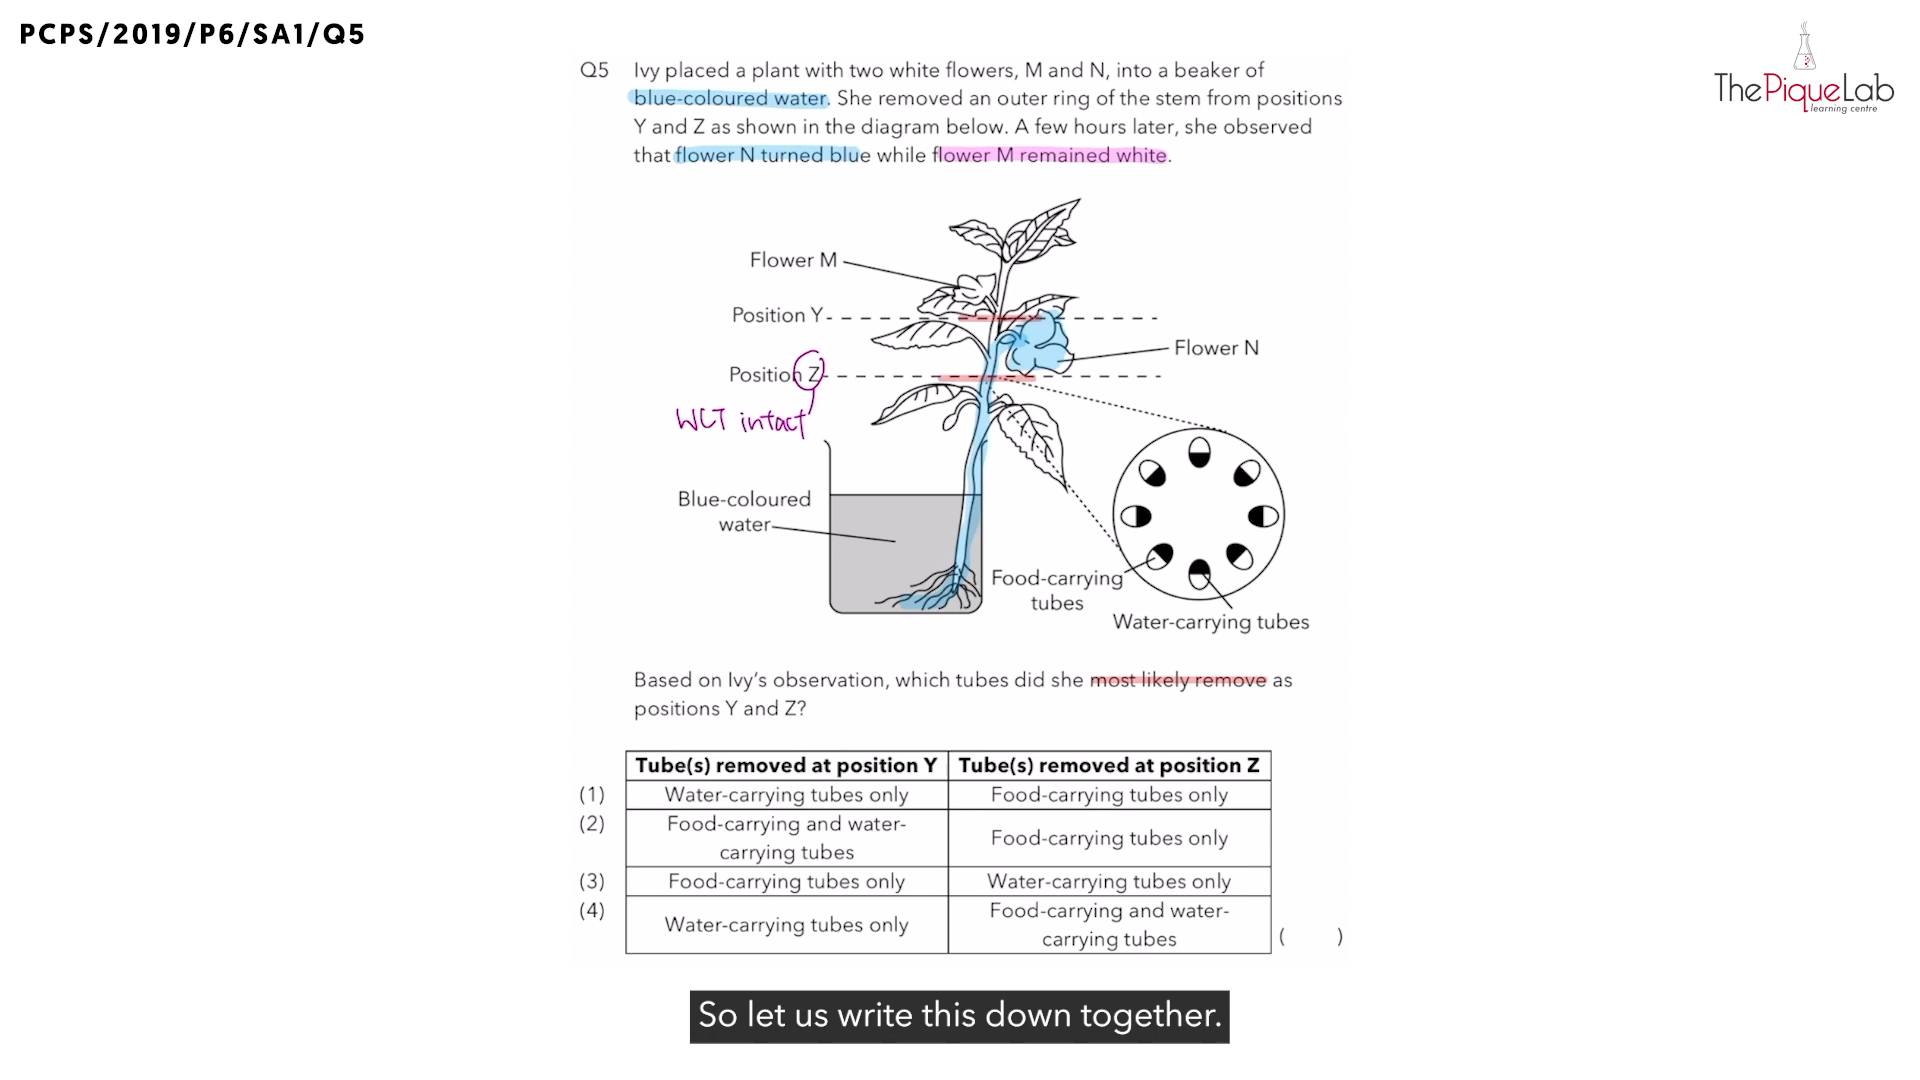 PCPS/2019/P6/SA1/Q5
ThePiqueLab
learning centre
Q5 Ivy placed a plant with two white flowers, M and N, into a beaker of
blue-coloured water. She removed an outer ring of the stem from positions
Y and Z as shown in the diagram below. A few hours later, she observed
that flower N turned blue while flower M remained white.
Flower M
Position Y
Flower N
Position Z
WCT intact
Blue-coloured
water
Food-carrying
tubes
Water-carrying tubes
Based on Ivy's observation, which tubes did she most likely remove as
positions Y and Z?
Tube(s) removed at position Y Tube(s) removed at position Z
(1) Water-carrying tubes only Food-carrying tubes only
(2) Food-carrying and water-
carrying tubes Food-carrying tubes only
(3) Food-carrying tubes only Water-carrying tubes only
(4) Water-carrying tubes only Food-carrying and water-
carrying tubes ( )
So let us write this down together.